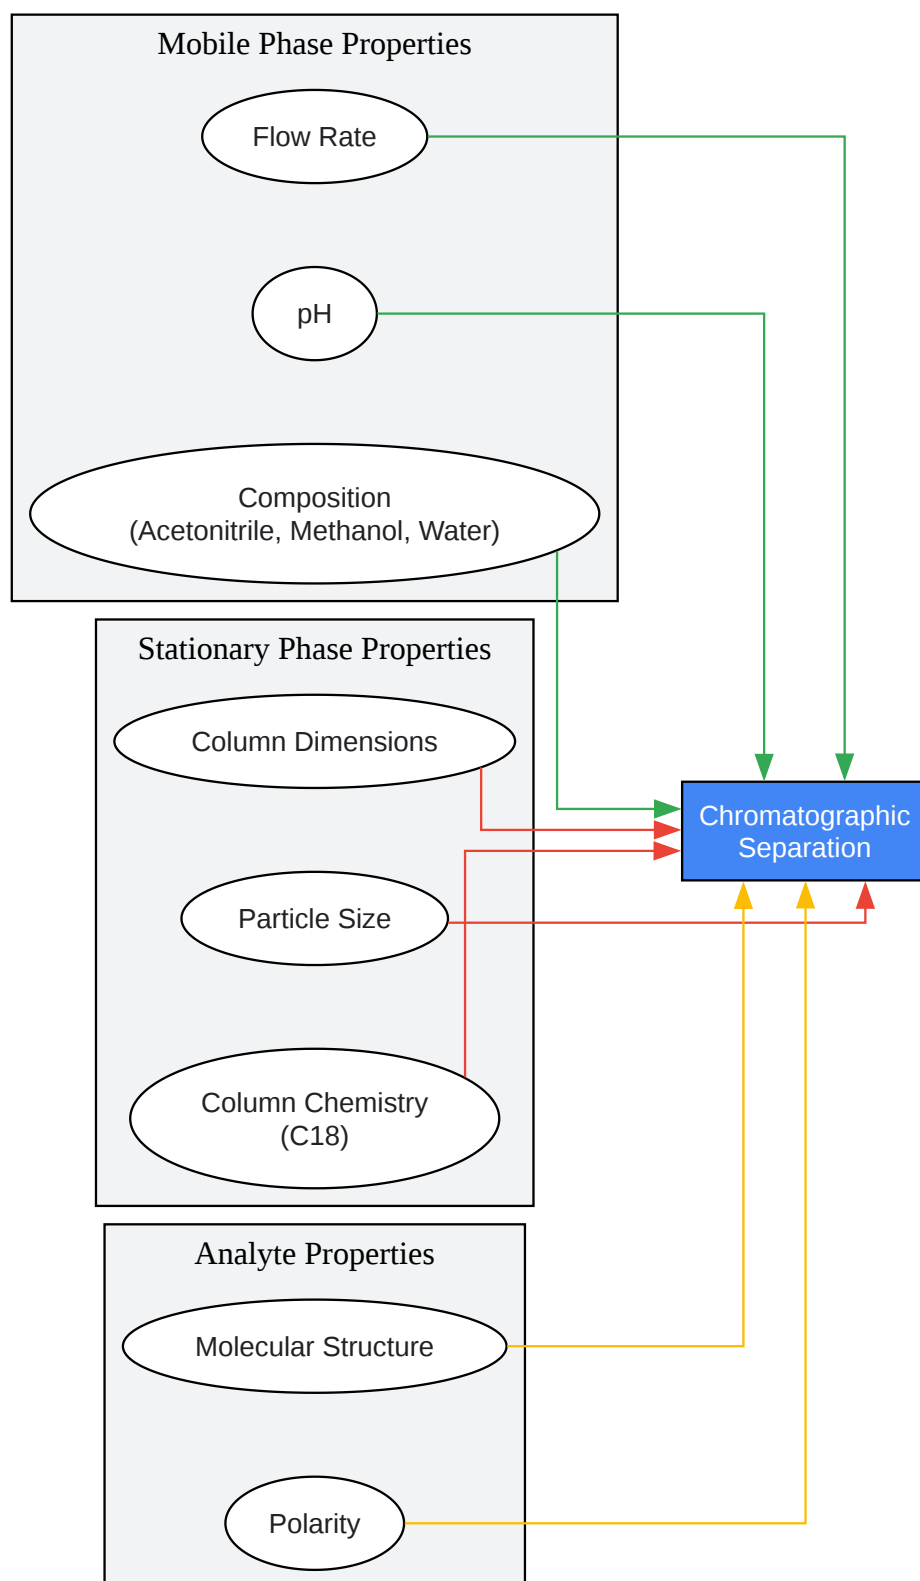 Mobile Phase Properties
Flow Rate
pH
Composition
(Acetonitrile, Methanol, Water)
Stationary Phase Properties
Column Dimensions
Particle Size
Column Chemistry
(C18)
Analyte Properties
Molecular Structure
Polarity
Chromatographic
Separation